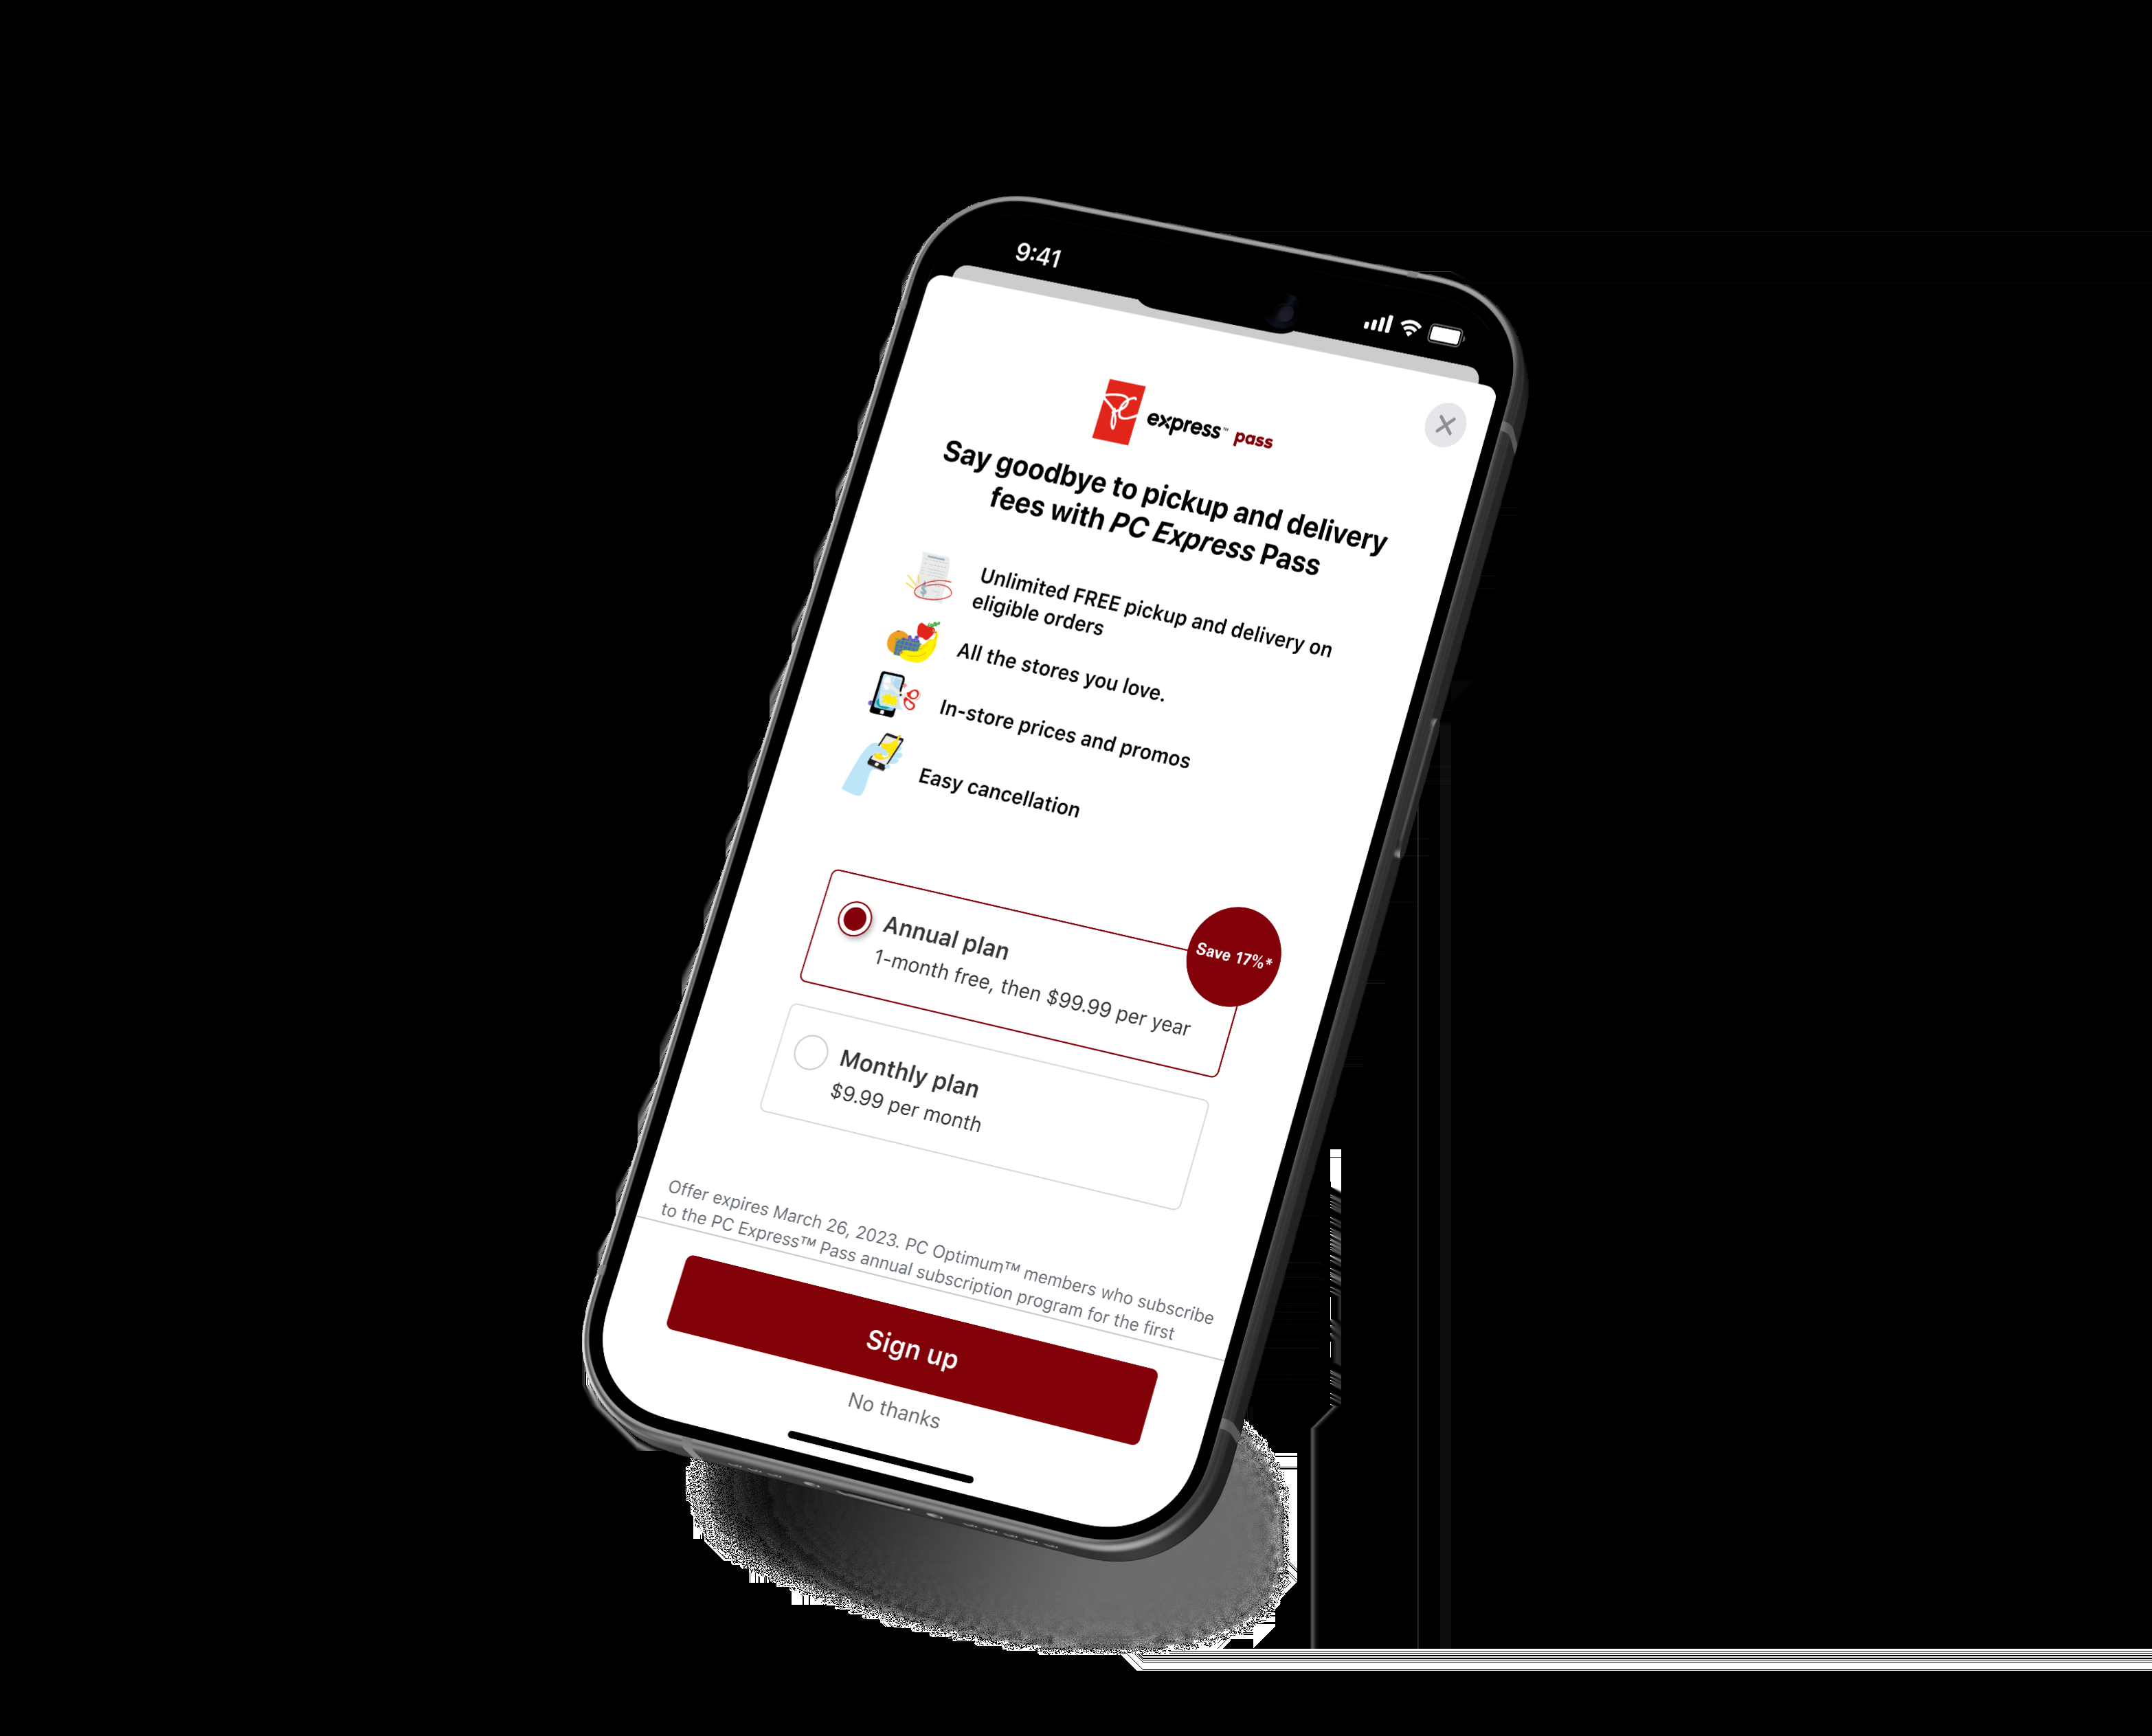 9:41
express™ pass
Say goodbye to pickup and delivery
fees with PC Express Pass
Unlimited FREE pickup and delivery on
eligible orders
All the stores you love.
In-store prices and promos
Easy cancellation
Annual plan
1-month free, then $99.99 per year
Save 17%*
Monthly plan
$9.99 per month
Offer expires March 26, 2023. PC Optimum™ members who subscribe
to the PC Express™ Pass annual subscription program for the first
Sign up
No thanks